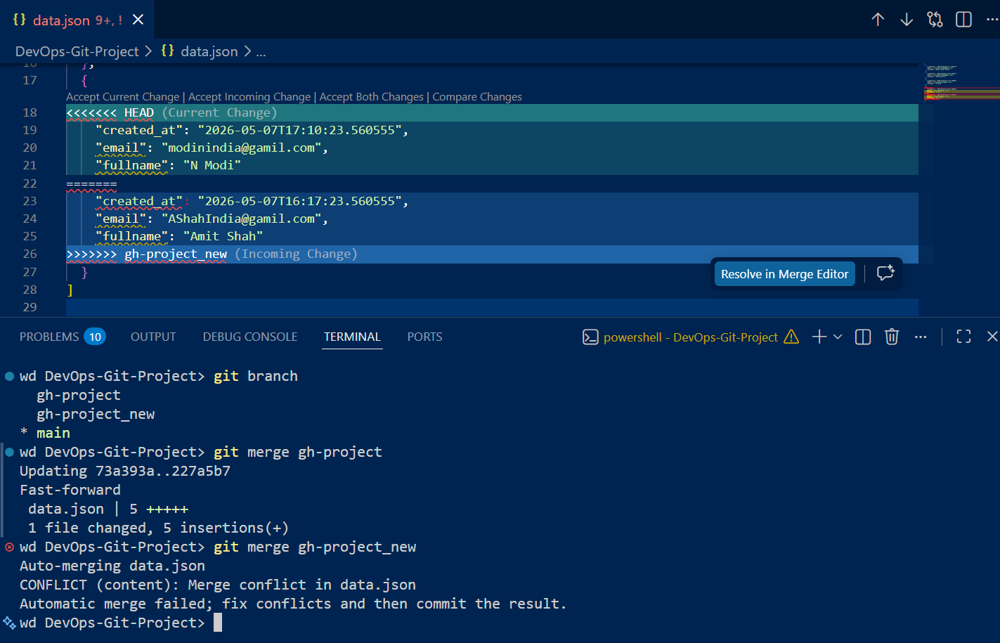 {} data.json 9+, !
DevOps-Git-Project > {} data.json > ...
16 },
17 {
Accept Current Change | Accept Incoming Change | Accept Both Changes | Compare Changes
18 <<<<<<< HEAD (Current Change)
19 "created_at": "2026-05-07T17:10:23.560555",
20 "email": "modinindia@gamil.com",
21 "fullname": "N Modi"
22 =======
23 "created_at": "2026-05-07T16:17:23.560555",
24 "email": "AShahIndia@gamil.com",
25 "fullname": "Amit Shah"
26 >>>>>>> gh-project_new (Incoming Change)
27 }
Resolve in Merge Editor
28 ]
29
PROBLEMS 10 OUTPUT DEBUG CONSOLE TERMINAL PORTS powershell - DevOps-Git-Project
wd DevOps-Git-Project> git branch
gh-project
gh-project_new
* main
wd DevOps-Git-Project> git merge gh-project
Updating 73a393a..227a5b7
Fast-forward
data.json | 5 +++++
1 file changed, 5 insertions(+)
wd DevOps-Git-Project> git merge gh-project_new
Auto-merging data.json
CONFLICT (content): Merge conflict in data.json
Automatic merge failed; fix conflicts and then commit the result.
wd DevOps-Git-Project>